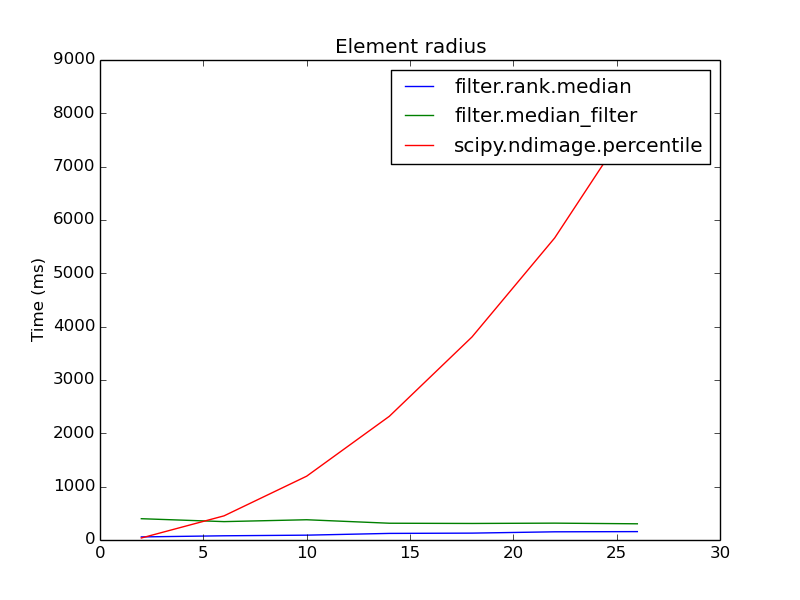 Element radius
9000
8000
7000
6000
5000
4000
3000
2000
1000
0
Time (ms)
filter.rank.median
filter.median_filter
scipy.ndimage.percentile
0 5 10 15 20 25 30